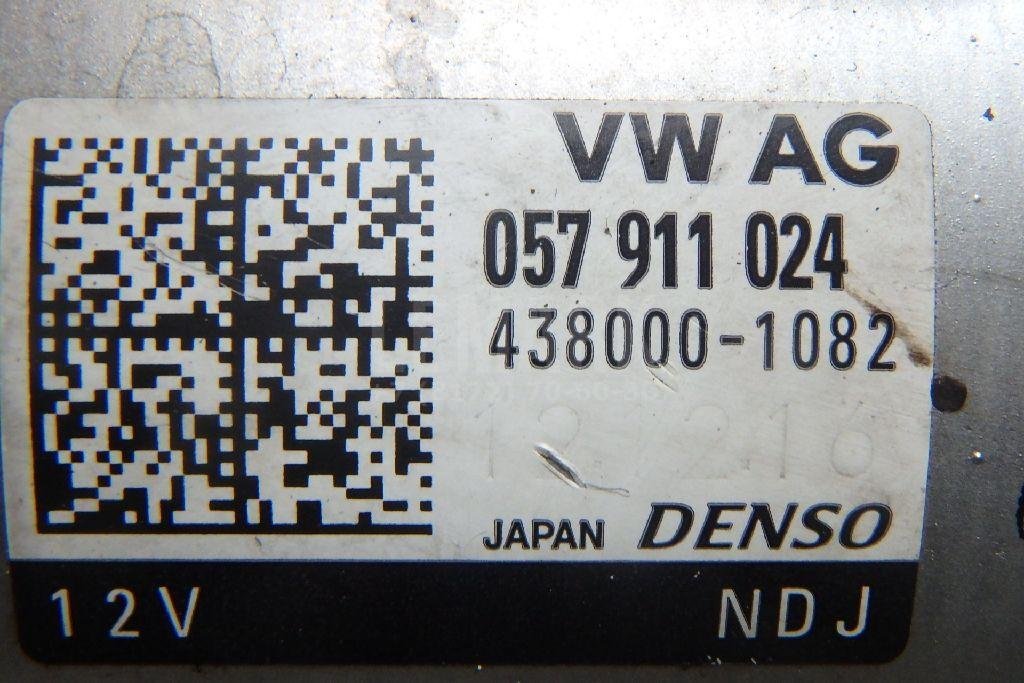 VW AG
057 911 024
438000-1082
JAPAN DENSO
12V NDJ